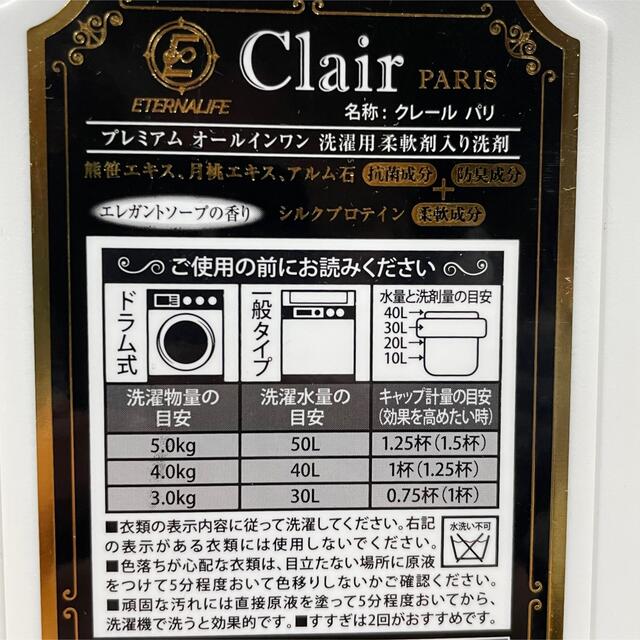 Clair PARIS
ETERNALIFE
名称: クレール パリ
プレミアム オールインワン 洗濯用柔軟剤入り洗剤
熊笹エキス、月桃エキス、アルム石 抗菌成分 + 防臭成分
エレガントソープの香り シルクプロテイン 柔軟成分
ご使用の前にお読みください
ドラム式
一般タイプ
水量と洗剤量の目安
40L
30L
20L
10L
洗濯物量の目安 洗濯水量の目安 キャップ計量の目安(効果を高めたい時)
5.0kg 50L 1.25杯(1.5杯)
4.0kg 40L 1杯(1.25杯)
3.0kg 30L 0.75杯(1杯)
■衣類の表示内容に従って洗濯してください。右記
の表示がある衣類には使用しないでください。
水洗い不可
■色落ちが心配な衣類は、目立たない場所に原液
をつけて5分程度おいて色移りしないかご確認ください。
■頑固な汚れには直接原液を塗って5分程度おいてから、
洗濯機で洗うと効果的です。■すすぎは2回がおすすめです。